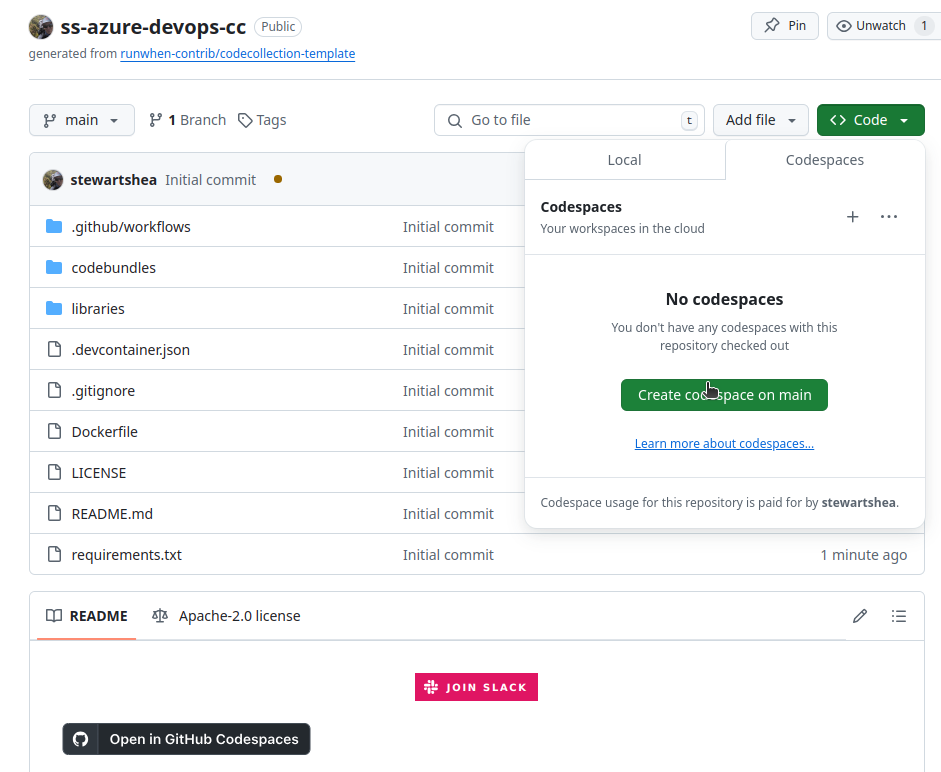 ss-azure-devops-cc Public Pin Unwatch 1
generated from runwhen-contrib/codecollection-template
main 1 Branch Tags Go to file t Add file Code
Local Codespaces
stewartshea Initial commit
Codespaces
Your workspaces in the cloud
.github/workflows Initial commit
codebundles Initial commit
libraries Initial commit
.devcontainer.json Initial commit
.gitignore Initial commit
Dockerfile Initial commit
LICENSE Initial commit
README.md Initial commit
requirements.txt Initial commit 1 minute ago
No codespaces
You don't have any codespaces with this
repository checked out
Create codespace on main
Learn more about codespaces...
Codespace usage for this repository is paid for by stewartshea.
README Apache-2.0 license
JOIN SLACK
Open in GitHub Codespaces